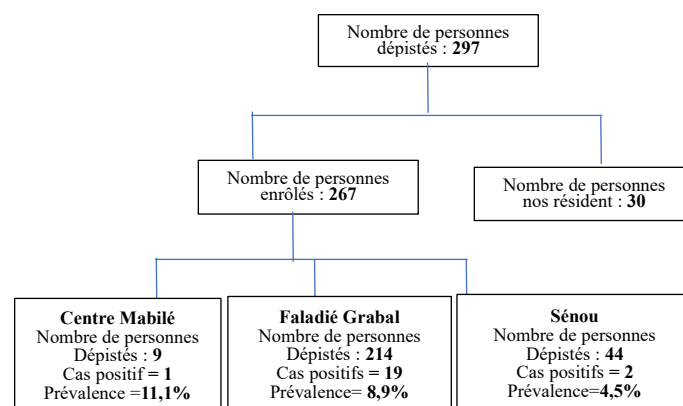 Nombre de personnes
dépistés : 297
Nombre de personnes
enrôlés : 267
Nombre de personnes
nos résident : 30
Centre Mabilé
Nombre de personnes
Dépistés : 9
Cas positif = 1
Prévalence =11,1%
Faladié Grabal
Nombre de personnes
Dépistés : 214
Cas positifs = 19
Prévalence= 8,9%
Sénou
Nombre de personnes
Dépistés : 44
Cas positifs = 2
Prévalence=4,5%